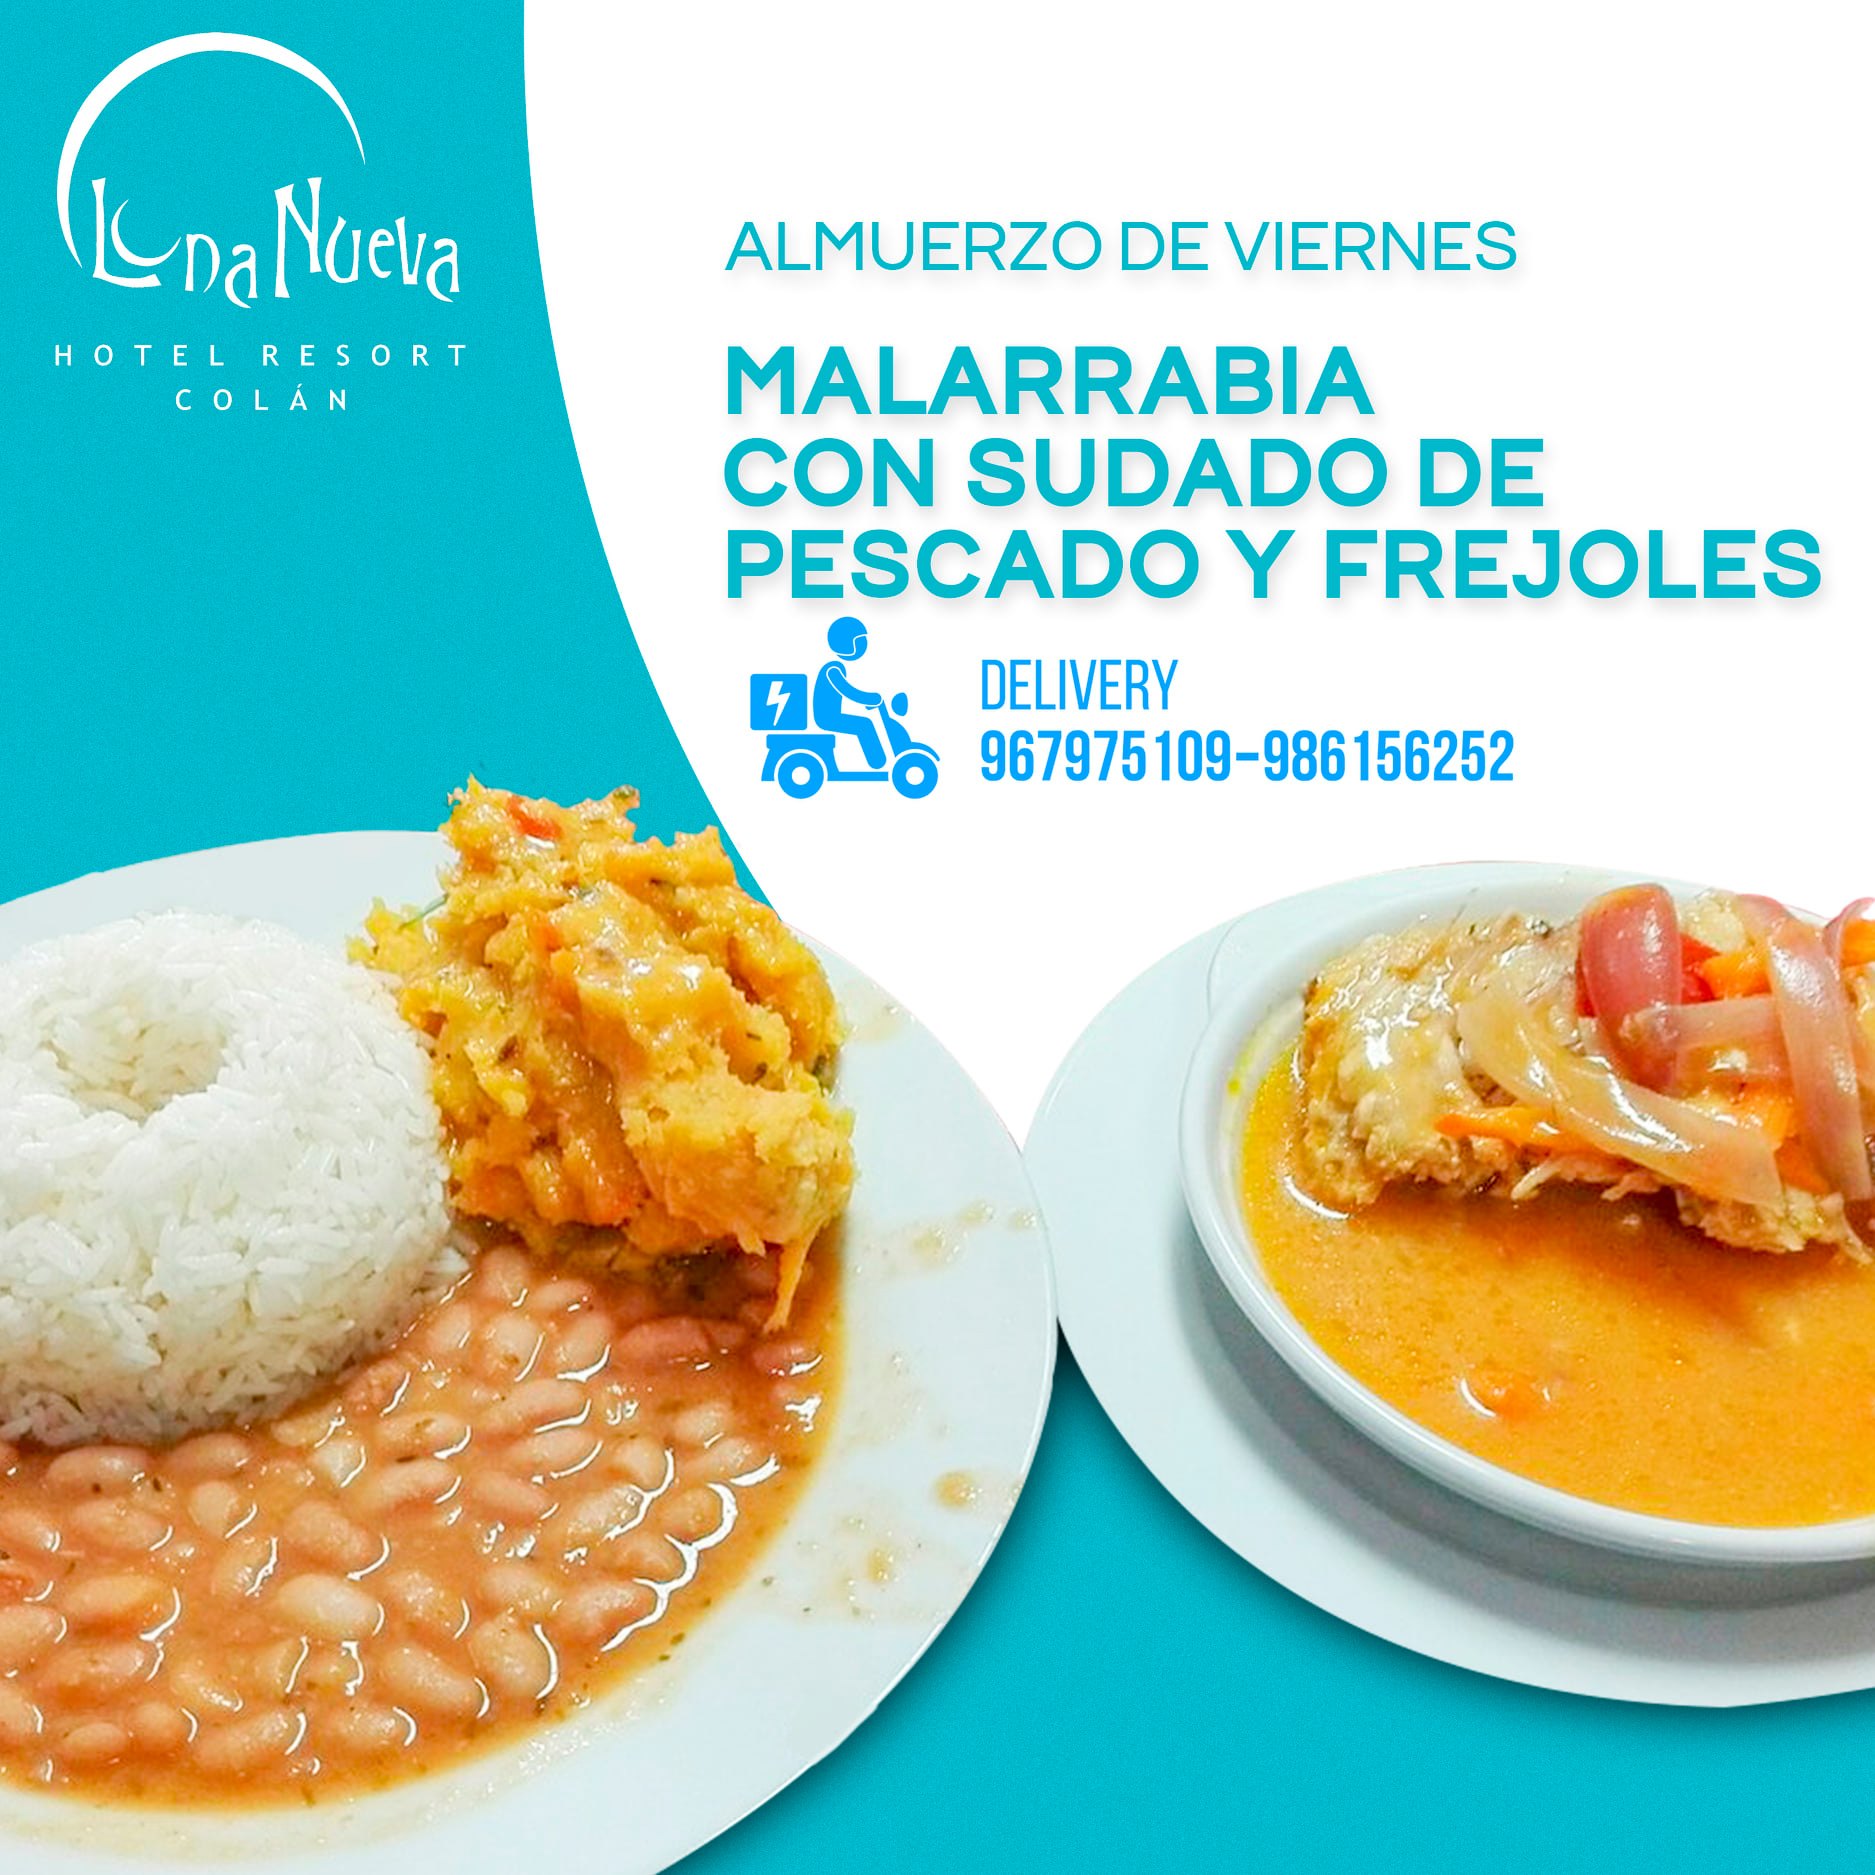 Luna Nueva
HOTEL RESORT
COLÁN
ALMUERZO DE VIERNES
MALARRABIA
CON SUDADO DE
PESCADO Y FREJOLES
DELIVERY
967975109-986156252